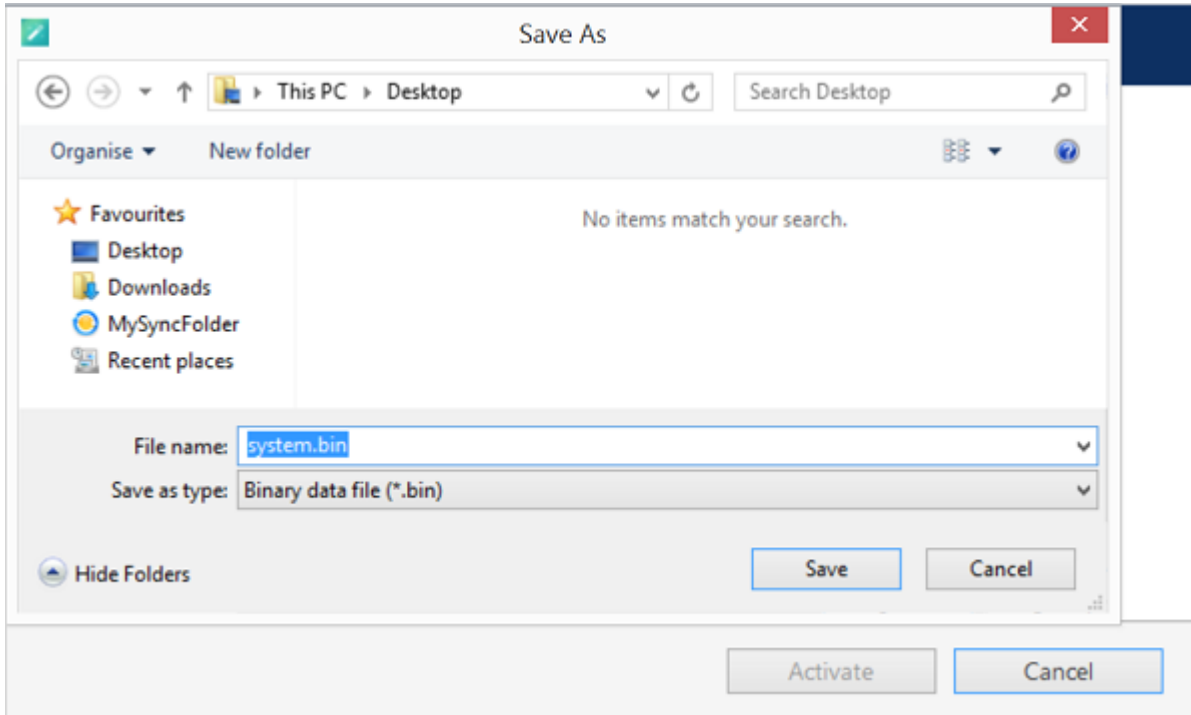 Save As
This PC Desktop
Search Desktop
Organise New folder
Favourites
No items match your search.
Desktop
Downloads
MySyncFolder
Recent places
File name: system.bin
Save as type: Binary data file (*.bin)
Hide Folders
Save Cancel
Activate Cancel